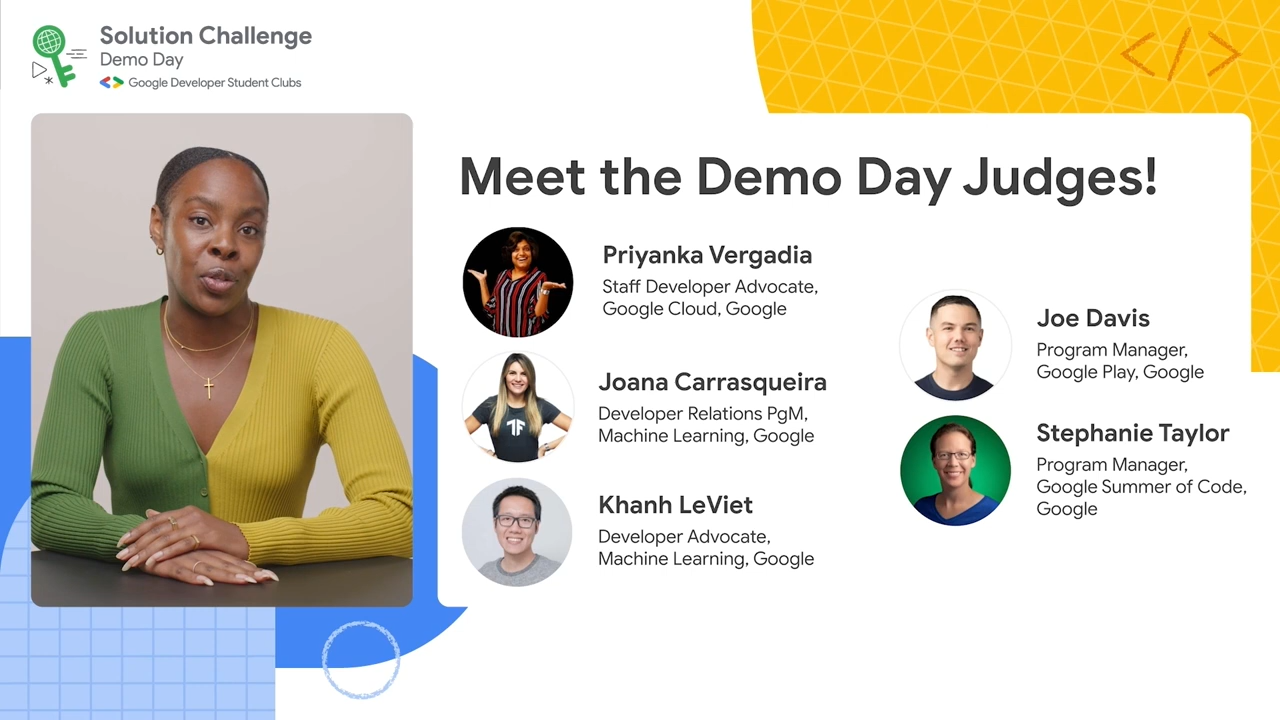 Solution Challenge
Demo Day
Google Developer Student Clubs
Meet the Demo Day Judges!
Priyanka Vergadia
Staff Developer Advocate,
Google Cloud, Google
Joana Carrasqueira
Developer Relations PgM,
Machine Learning, Google
Khanh LeViet
Developer Advocate,
Machine Learning, Google
Joe Davis
Program Manager,
Google Play, Google
Stephanie Taylor
Program Manager,
Google Summer of Code,
Google